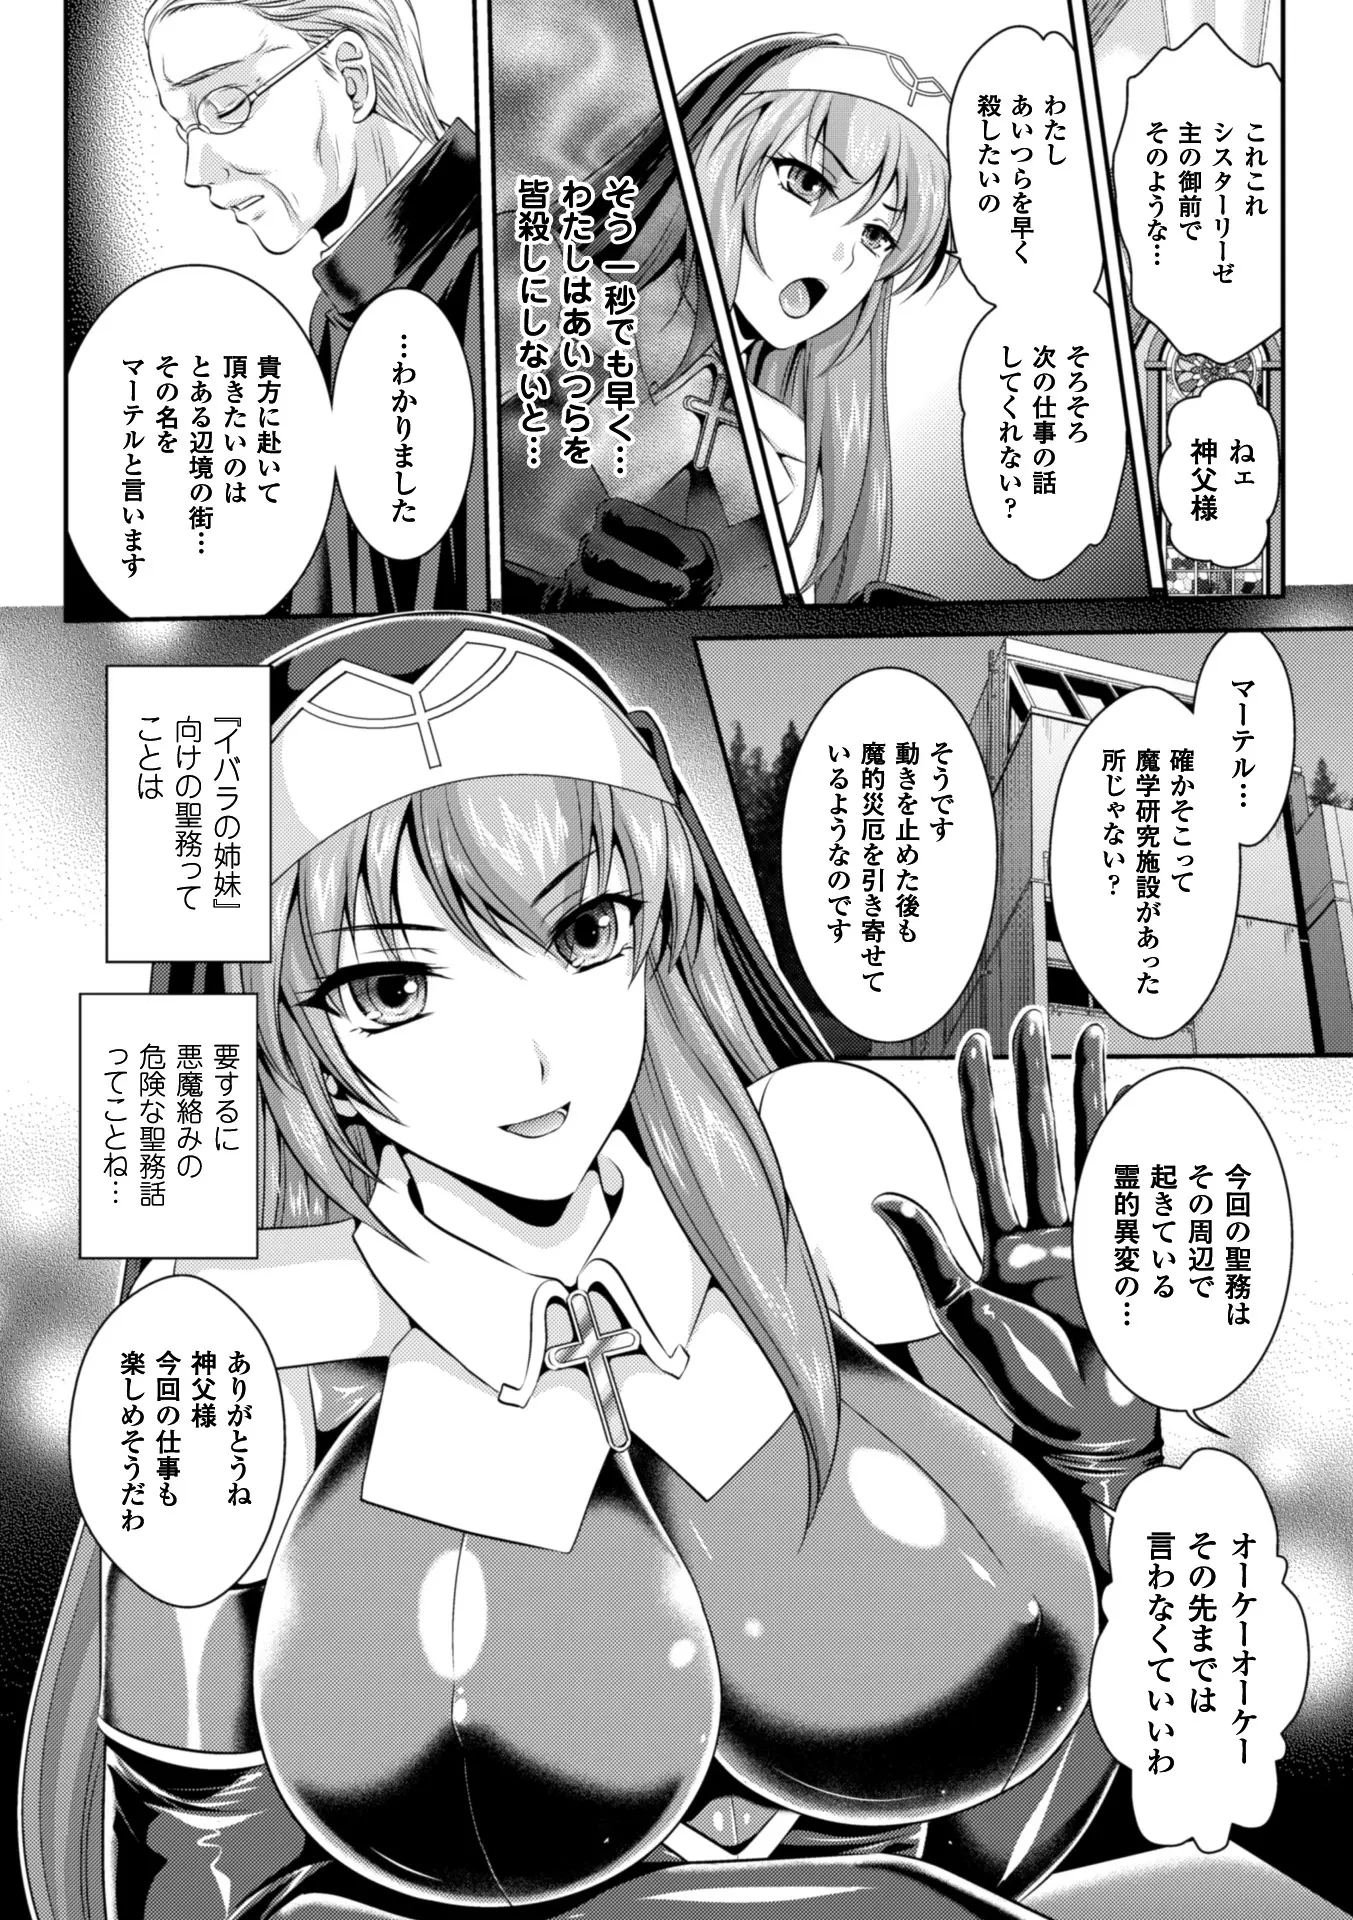 これこれ
シスターリーゼ
主の御前で
そのような…
ねェ
神父様
わたし
あいつらを早く
殺したいの
そろそろ
次の仕事の話
してくれない？
そう 一秒でも早く…
わたしはあいつらを
皆殺しにしないと…
…わかりました
貴方に赴いて
頂きたいのは
とある辺境の街…
その名を
マーテルと言います
マーテル…
確かそこって
魔学研究施設があった
所じゃない？
そうです
動きを止めた後も
魔的災厄を引き寄せて
いるようなのです
今回の聖務は
その周辺で
起きている
霊的異変の…
オーケーオーケー
その先までは
言わなくていいわ
『イバラの姉妹』
向けの聖務って
ことは
要するに
悪魔絡みの
危険な聖務話
ってことね…
ありがとうね
神父様
今回の仕事も
楽しめそうだわ